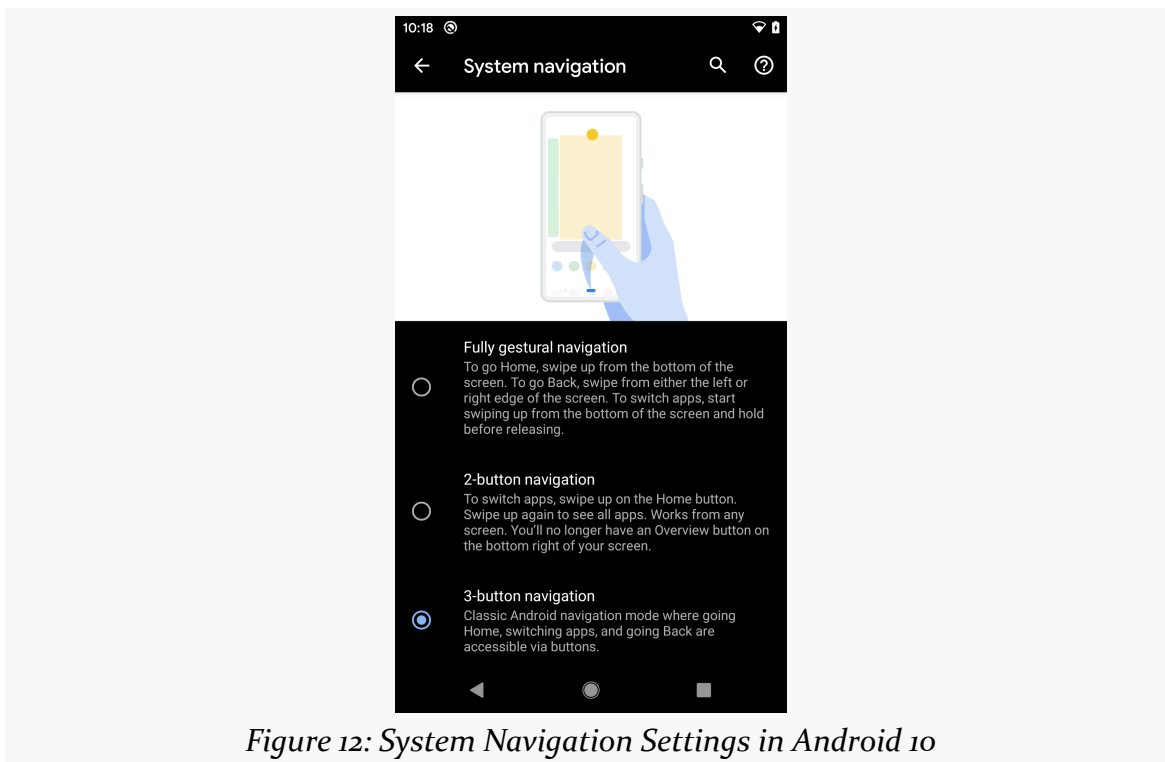 10:18
System navigation
Fully gestural navigation
To go Home, swipe up from the bottom of the
screen. To go Back, swipe from either the left or
right edge of the screen. To switch apps, start
swiping up from the bottom of the screen and hold
before releasing.
2-button navigation
To switch apps, swipe up on the Home button.
Swipe up again to see all apps. Works from any
screen. You'll no longer have an Overview button on
the bottom right of your screen.
3-button navigation
Classic Android navigation mode where going
Home, switching apps, and going Back are
accessible via buttons.
Figure 12: System Navigation Settings in Android 10